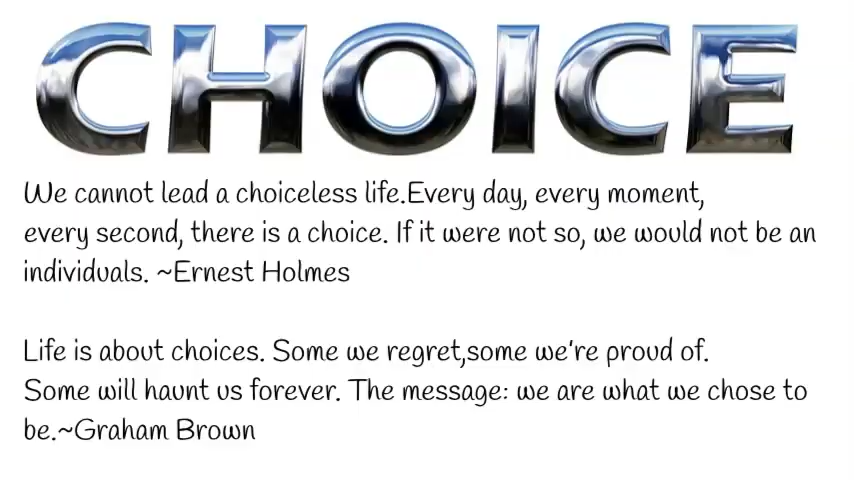 CHOICE
We cannot lead a choiceless life.Every day, every moment,
every second, there is a choice. If it were not so, we would not be an
individuals. ~Ernest Holmes
Life is about choices. Some we regret,some we're proud of.
Some will haunt us forever. The message: we are what we chose to
be.~Graham Brown